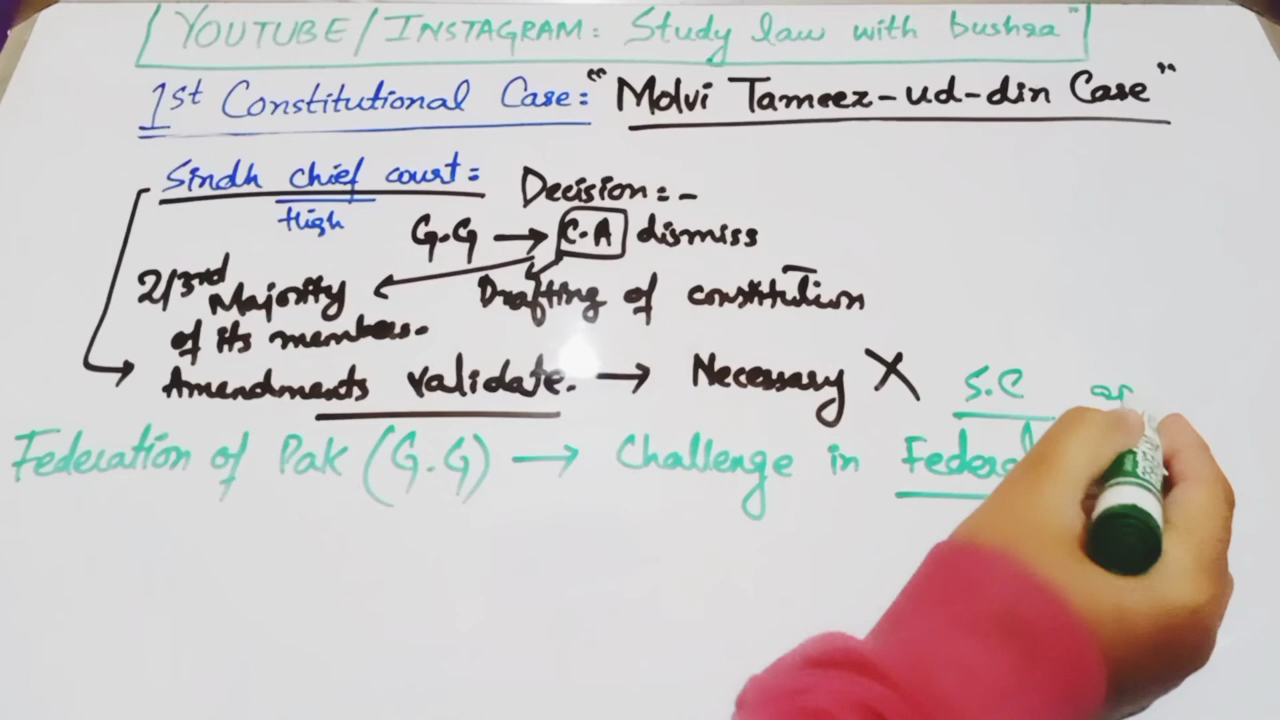 YOUTUBE/INSTAGRAM: Study law with bushra"
1st Constitutional Case: "Molvi Tameez-ud-din Case"
Sindh chief court:
High
Decision:-
G.G → C.A dismiss
2/3rd Majority
of its members.
Drafting of constitution
Amendments validate. → Necessary X
S.C
Federation of Pak (G.G) → Challenge in